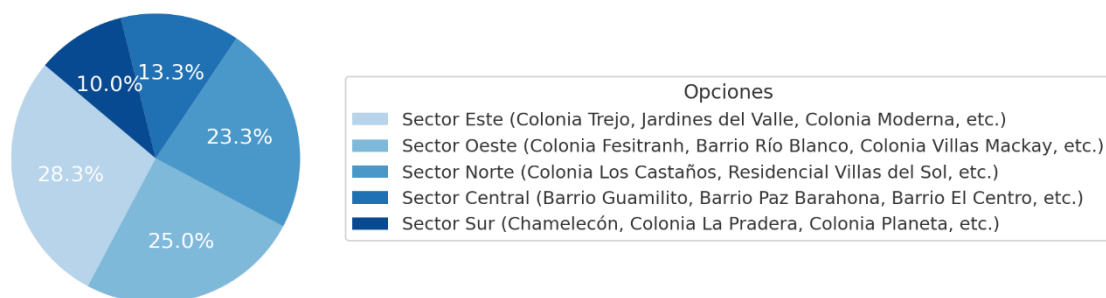 10.0%
13.3%
23.3%
28.3%
25.0%
Opciones
Sector Este (Colonia Trejo, Jardines del Valle, Colonia Moderna, etc.)
Sector Oeste (Colonia Fesitranh, Barrio Río Blanco, Colonia Villas Mackay, etc.)
Sector Norte (Colonia Los Castaños, Residencial Villas del Sol, etc.)
Sector Central (Barrio Guamilito, Barrio Paz Barahona, Barrio El Centro, etc.)
Sector Sur (Chamelecón, Colonia La Pradera, Colonia Planeta, etc.)